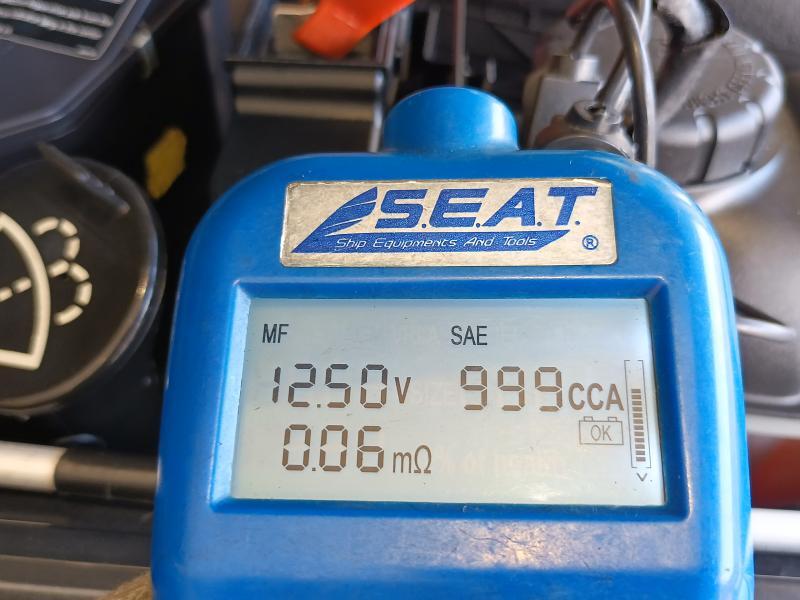 S.E.A.T.
Ship Equipments And Tools ®
MF SAE
12.50V 999CCA
OK
0.06mΩ